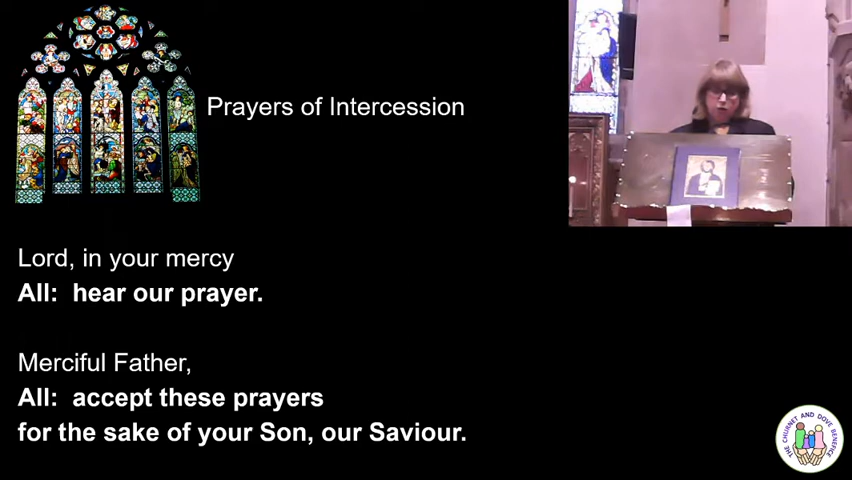 Prayers of Intercession
Lord, in your mercy
All:  hear our prayer.
Merciful Father,
All:  accept these prayers
for the sake of your Son, our Saviour.
THE CHURNET AND DOVE BENEFICE